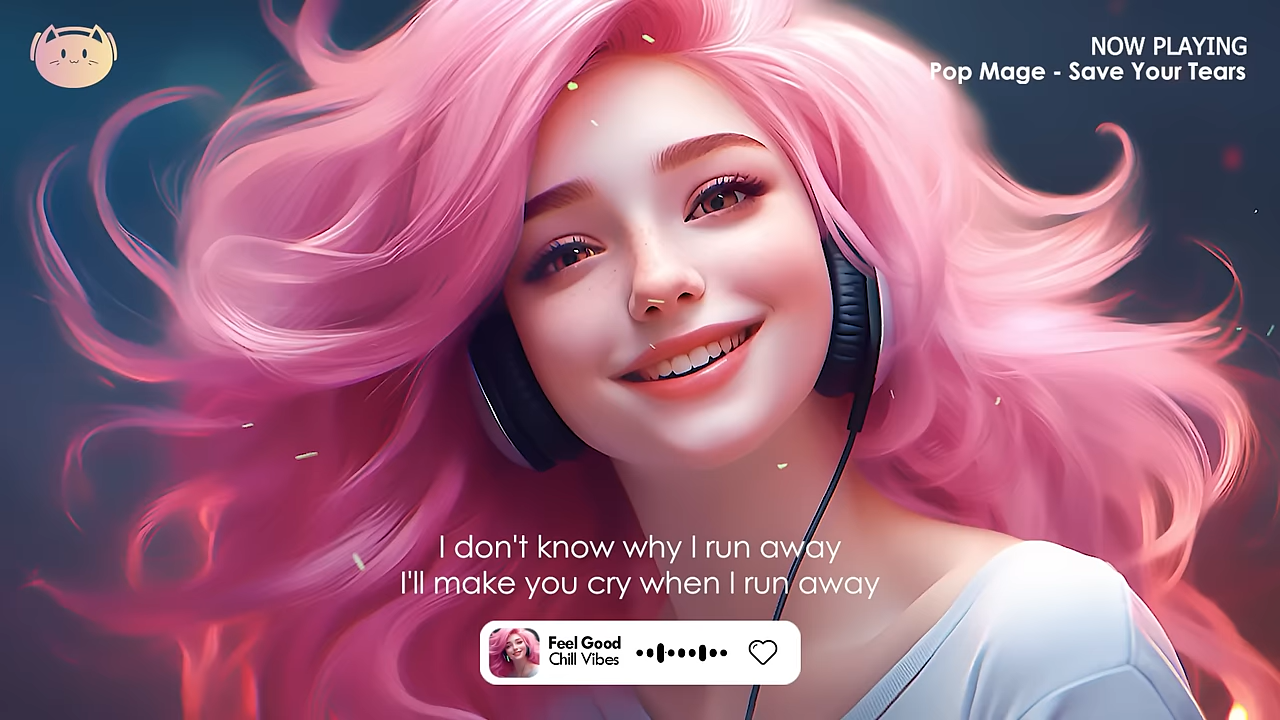 NOW PLAYING
Pop Mage - Save Your Tears
I don't know why I run away
I'll make you cry when I run away
Feel Good
Chill Vibes